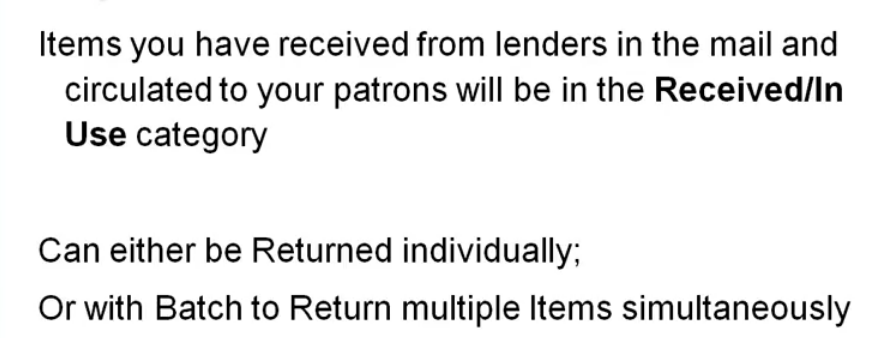 Items you have received from lenders in the mail and
circulated to your patrons will be in the Received/In
Use category
Can either be Returned individually;
Or with Batch to Return multiple Items simultaneously